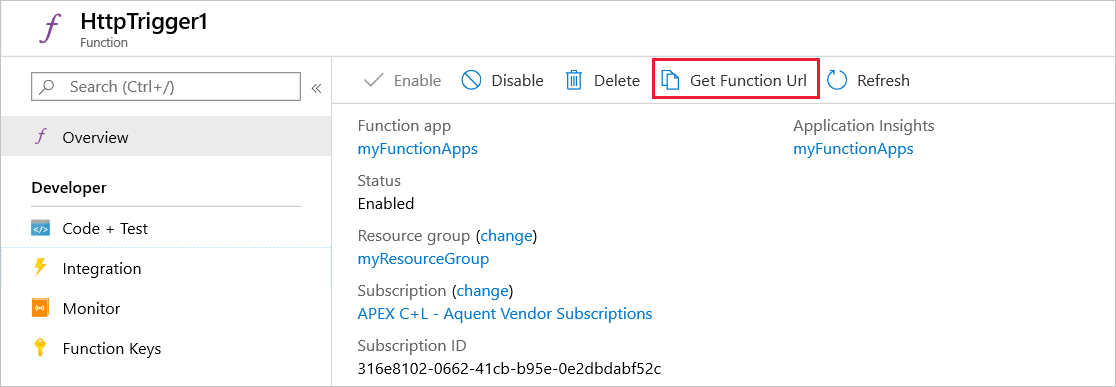 HttpTrigger1
Function
Search (Ctrl+/)
«
Overview
Developer
Code + Test
Integration
Monitor
Function Keys
Enable Disable Delete Get Function Url Refresh
Function app
myFunctionApps
Application Insights
myFunctionApps
Status
Enabled
Resource group (change)
myResourceGroup
Subscription (change)
APEX C+L - Aquent Vendor Subscriptions
Subscription ID
316e8102-0662-41cb-b95e-0e2dbdabf52c